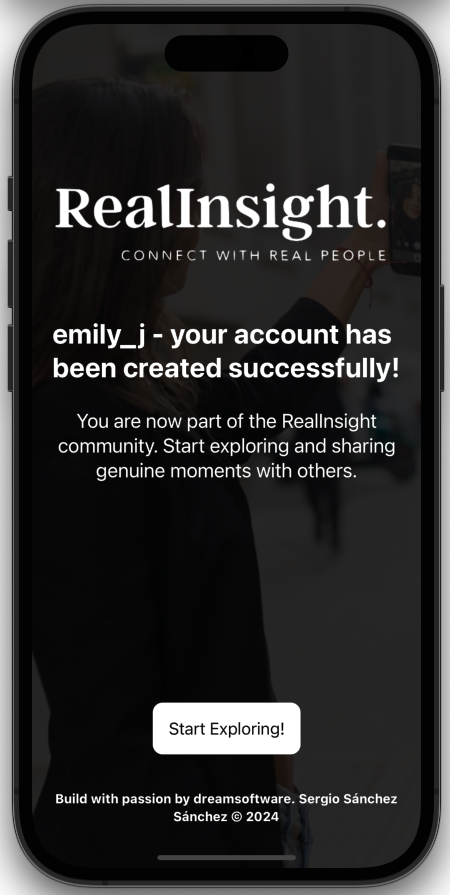 RealInsight.
CONNECT WITH REAL PEOPLE
emily_j - your account has
been created successfully!
You are now part of the RealInsight
community. Start exploring and sharing
genuine moments with others.
Start Exploring!
Build with passion by dreamsoftware. Sergio Sánchez
Sánchez © 2024